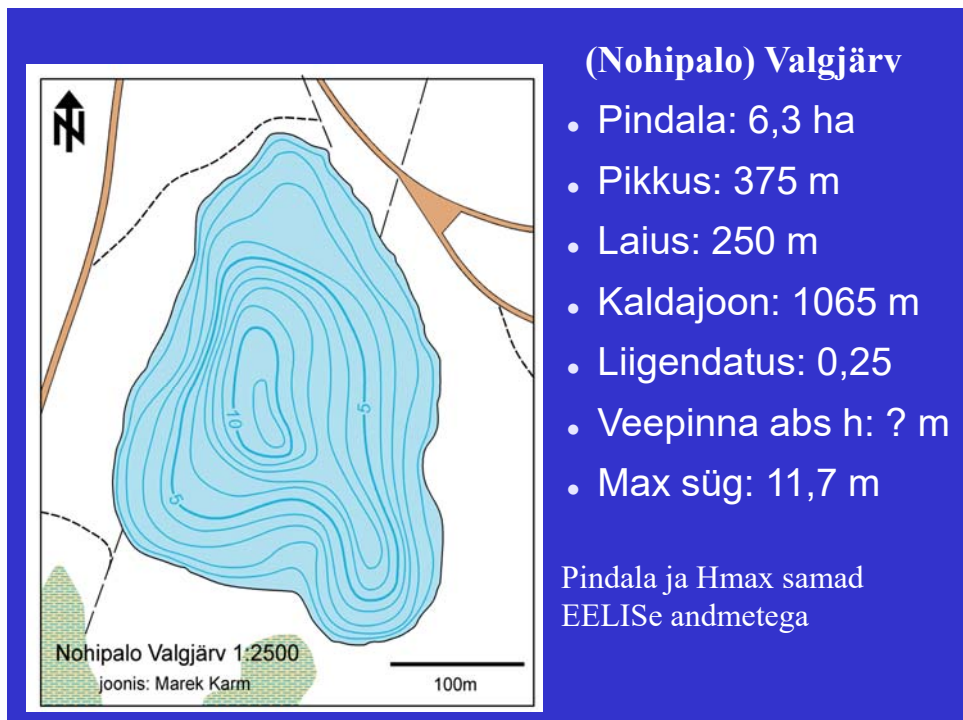 (Nohipalo) Valgjärv
Pindala: 6,3 ha
Pikkus: 375 m
Laius: 250 m
Kaldajoon: 1065 m
Liigendatus: 0,25
Veepinna abs h: ? m
Max süg: 11,7 m
Pindala ja Hmax samad
EELISe andmetega
N
5
10
5
Nohipalo Valgjärv 1:2500
joonis: Marek Karm
100m